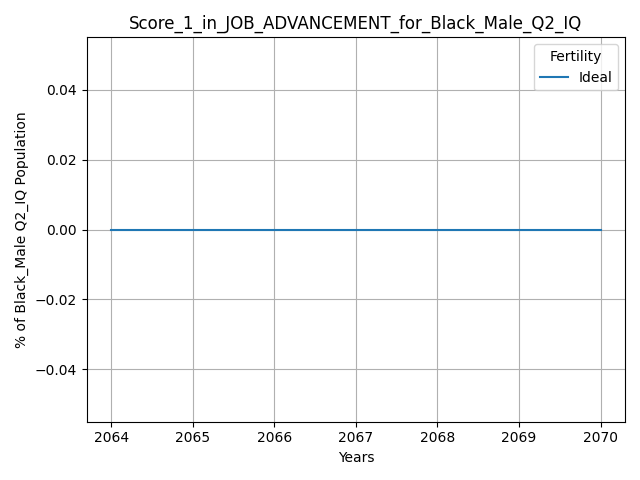 Score_1_in_JOB_ADVANCEMENT_for_Black_Male_Q2_IQ
Fertility
Ideal
% of Black_Male Q2_IQ Population
0.04
0.02
0.00
−0.02
−0.04
2064 2065 2066 2067 2068 2069 2070
Years